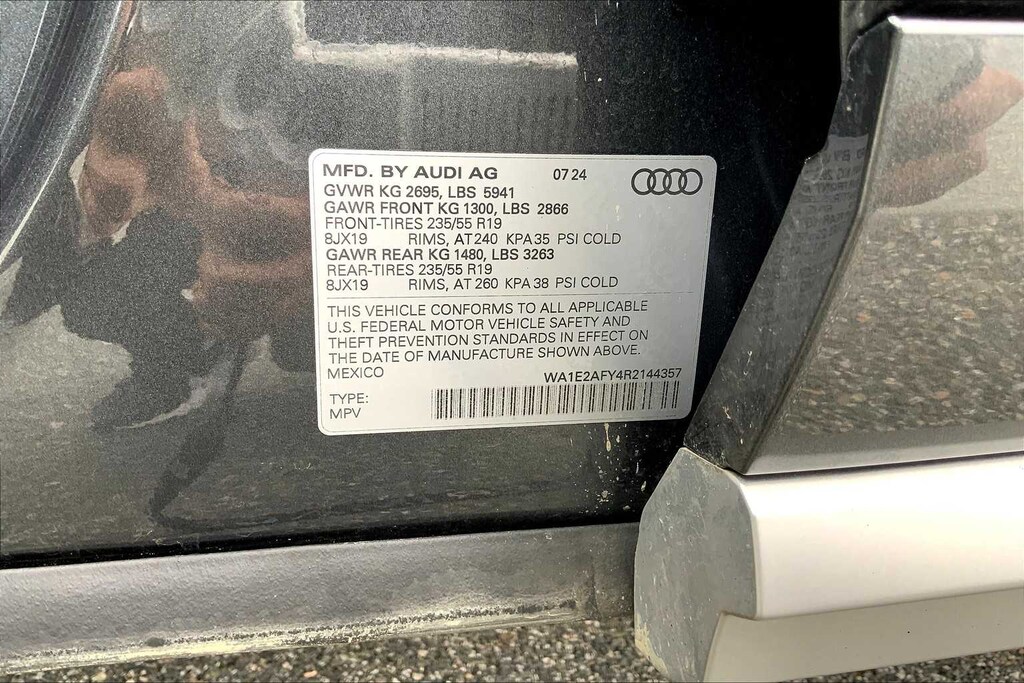 MFD. BY AUDI AG 07 24
GVWR KG 2695, LBS 5941
GAWR FRONT KG 1300, LBS 2866
FRONT-TIRES 235/55 R19
8JX19 RIMS, AT 240 KPA 35 PSI COLD
GAWR REAR KG 1480, LBS 3263
REAR-TIRES 235/55 R19
8JX19 RIMS, AT 260 KPA 38 PSI COLD
THIS VEHICLE CONFORMS TO ALL APPLICABLE
U.S. FEDERAL MOTOR VEHICLE SAFETY AND
THEFT PREVENTION STANDARDS IN EFFECT ON
THE DATE OF MANUFACTURE SHOWN ABOVE.
MEXICO
WA1E2AFY4R2144357
TYPE:
MPV